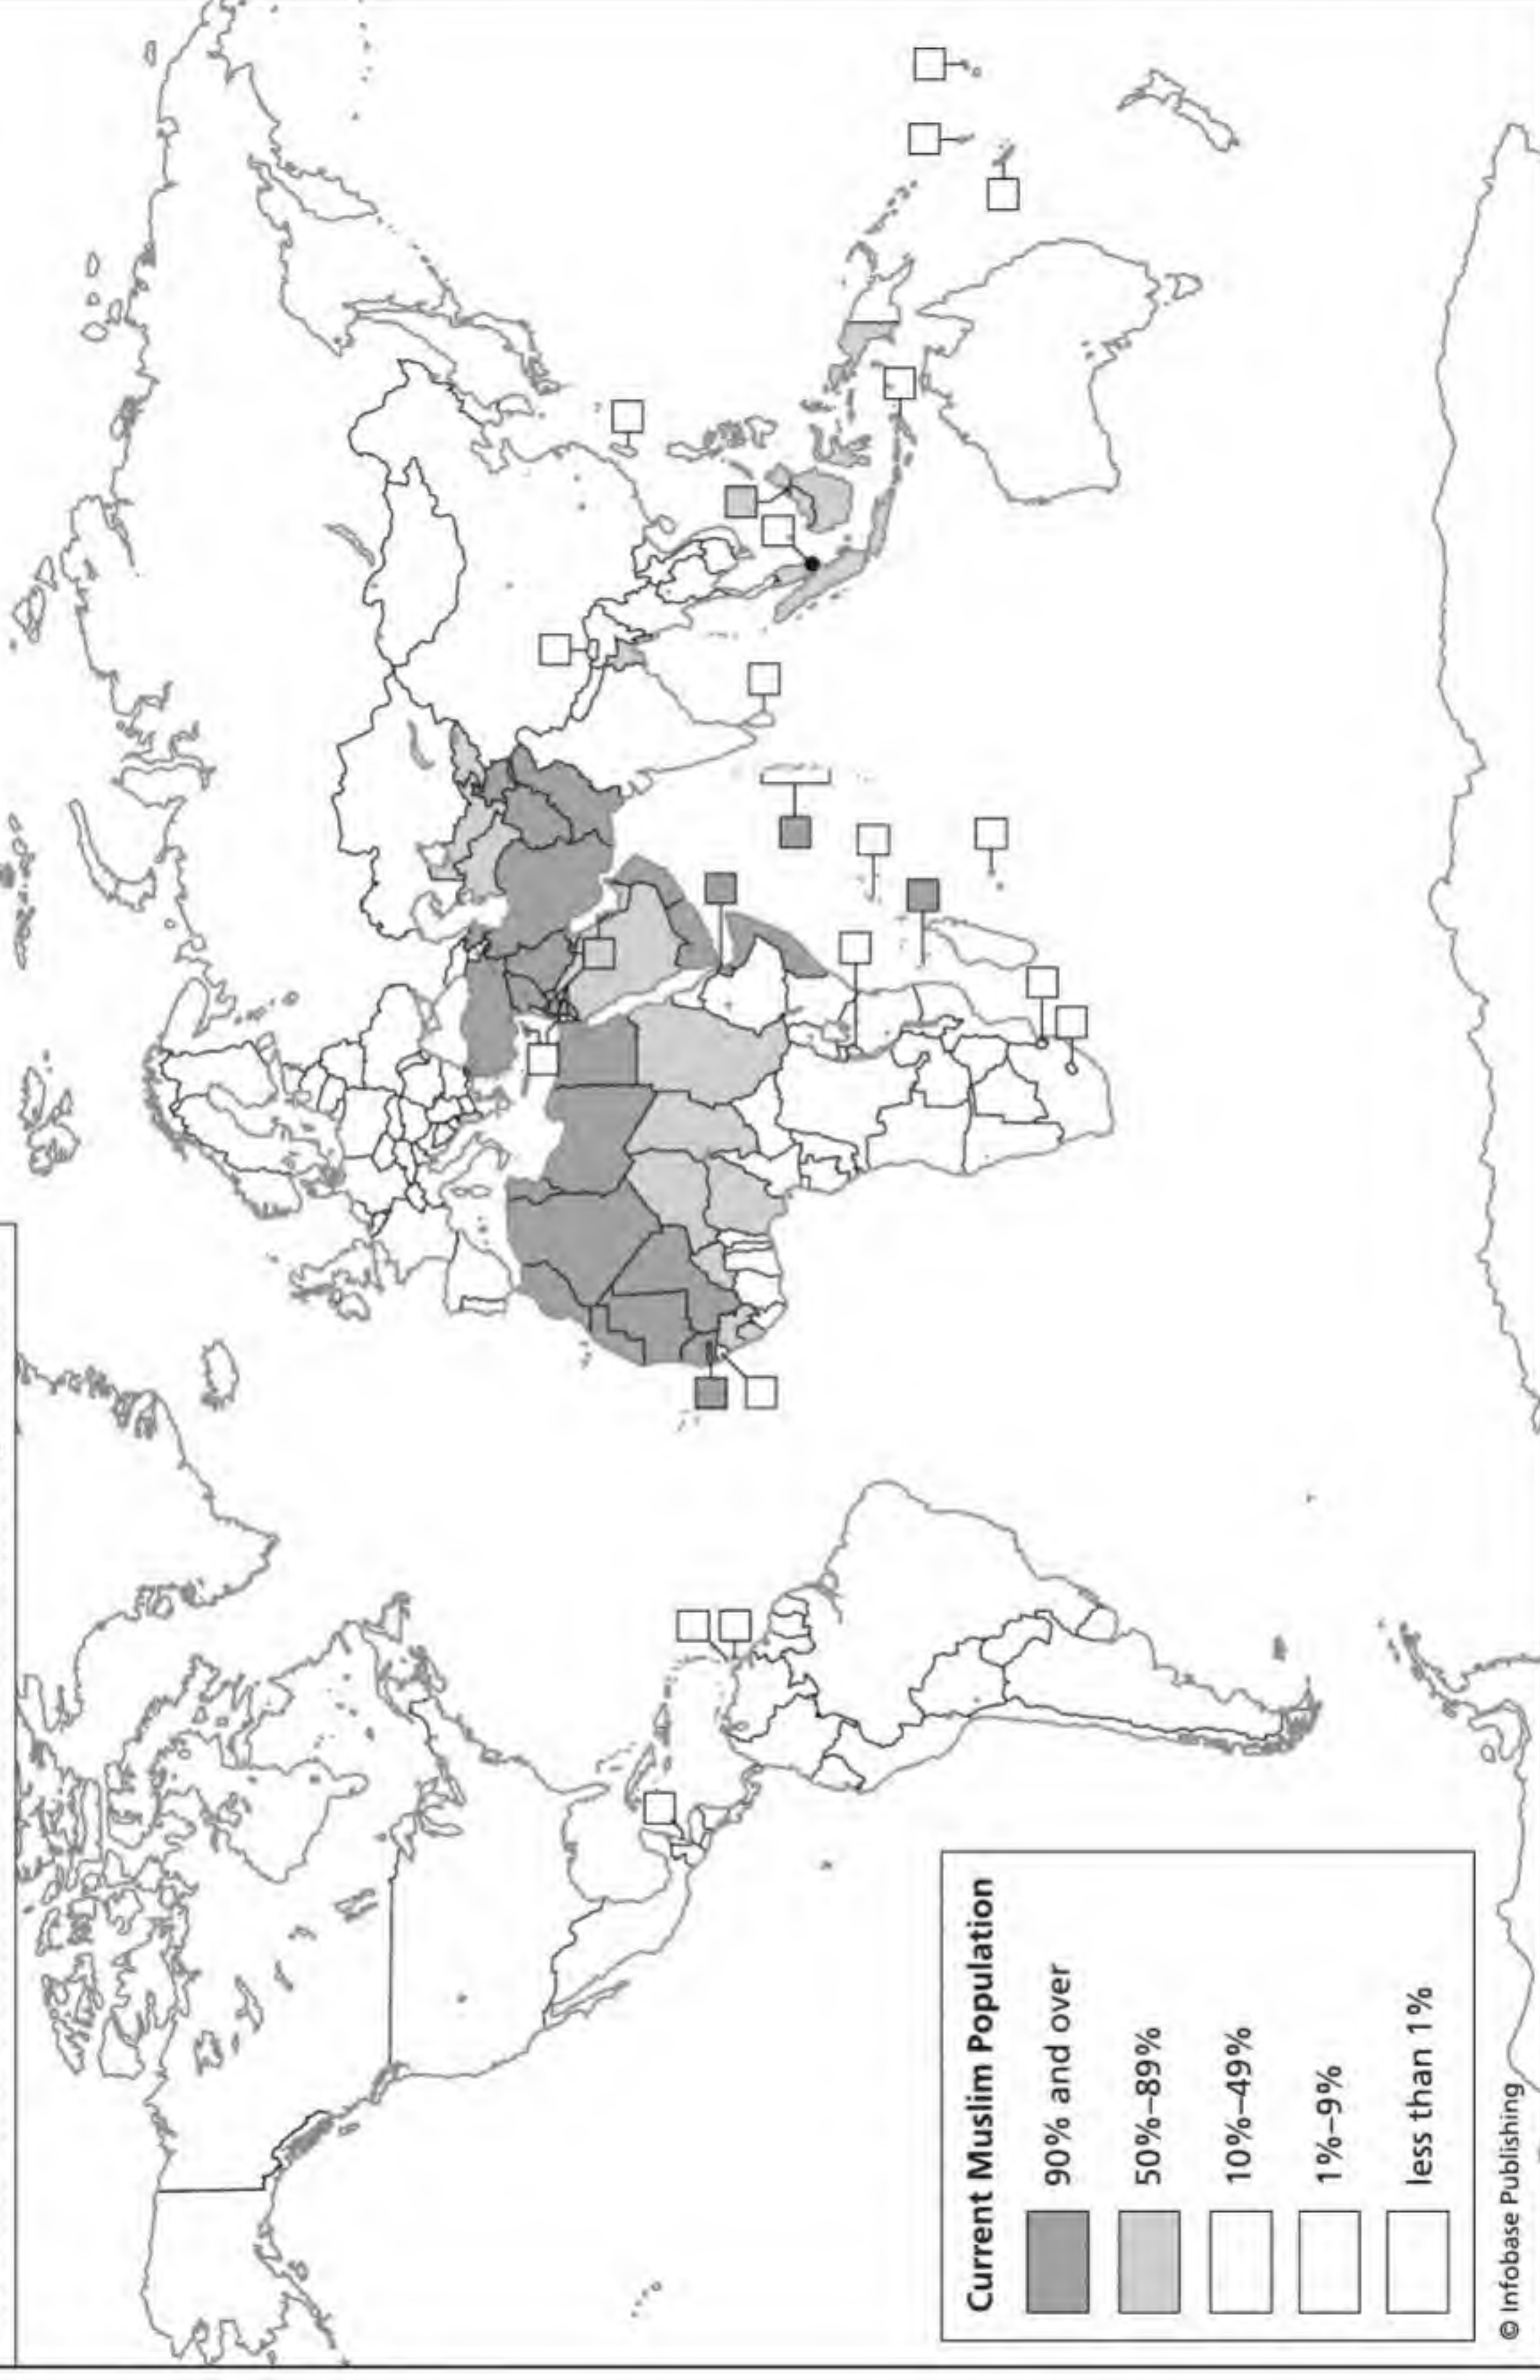 Current Muslim Population
90% and over
50%–89%
10%–49%
1%–9%
less than 1%
© Infobase Publishing